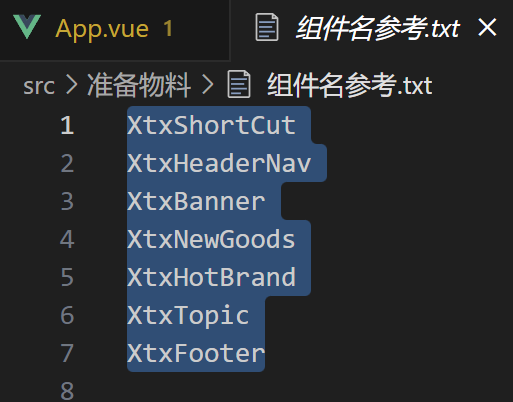 App.vue 1 组件名参考.txt ×
src > 准备物料 > 组件名参考.txt
1 XtxShortCut
2 XtxHeaderNav
3 XtxBanner
4 XtxNewGoods
5 XtxHotBrand
6 XtxTopic
7 XtxFooter
8